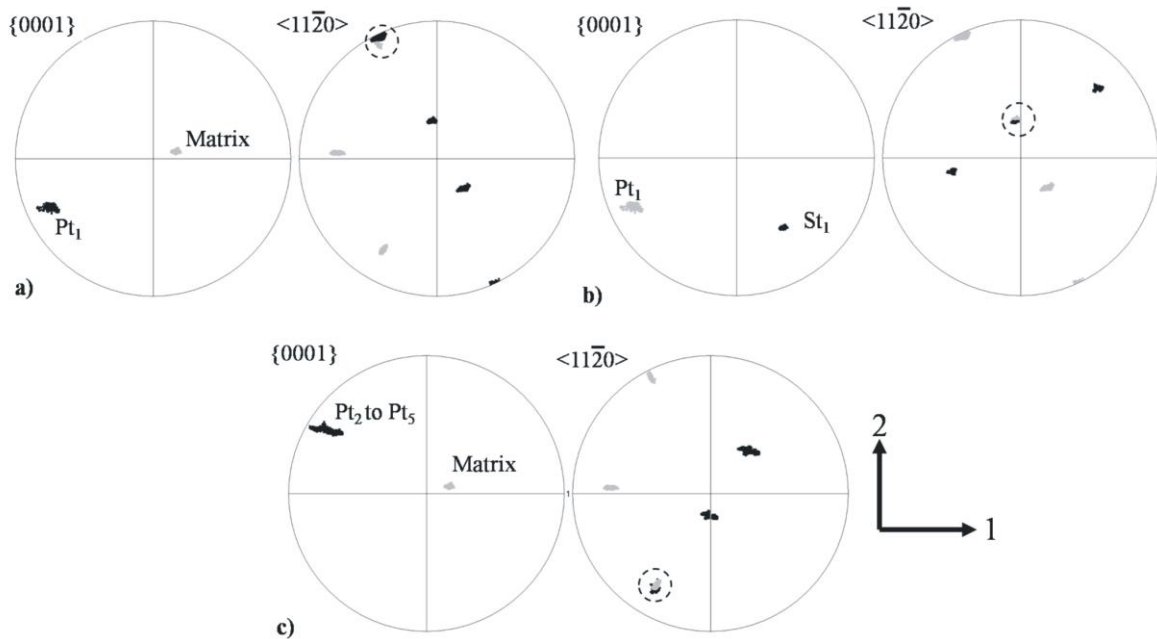 {0001} <112̅0> {0001} <112̅0>
Matrix
Pt₁
Pt₁
St₁
a)
b)
{0001} <112̅0>
Pt₂ to Pt₅
Matrix
2
1
1
c)